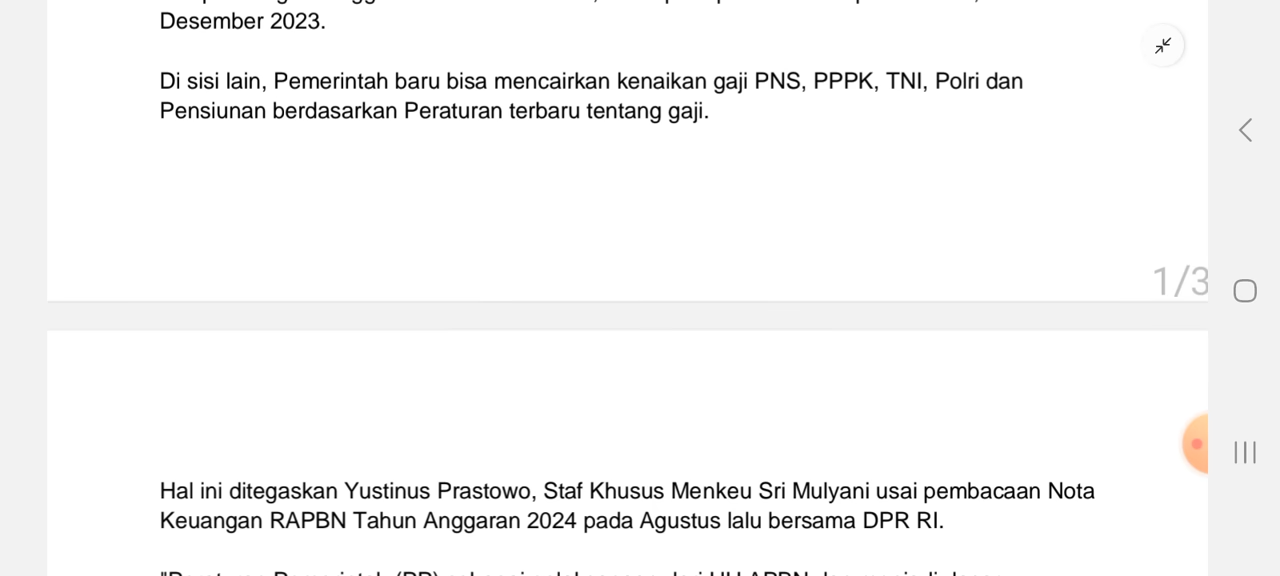 Desember 2023.
Di sisi lain, Pemerintah baru bisa mencairkan kenaikan gaji PNS, PPPK, TNI, Polri dan
Pensiunan berdasarkan Peraturan terbaru tentang gaji.
1/3
Hal ini ditegaskan Yustinus Prastowo, Staf Khusus Menkeu Sri Mulyani usai pembacaan Nota
Keuangan RAPBN Tahun Anggaran 2024 pada Agustus lalu bersama DPR RI.